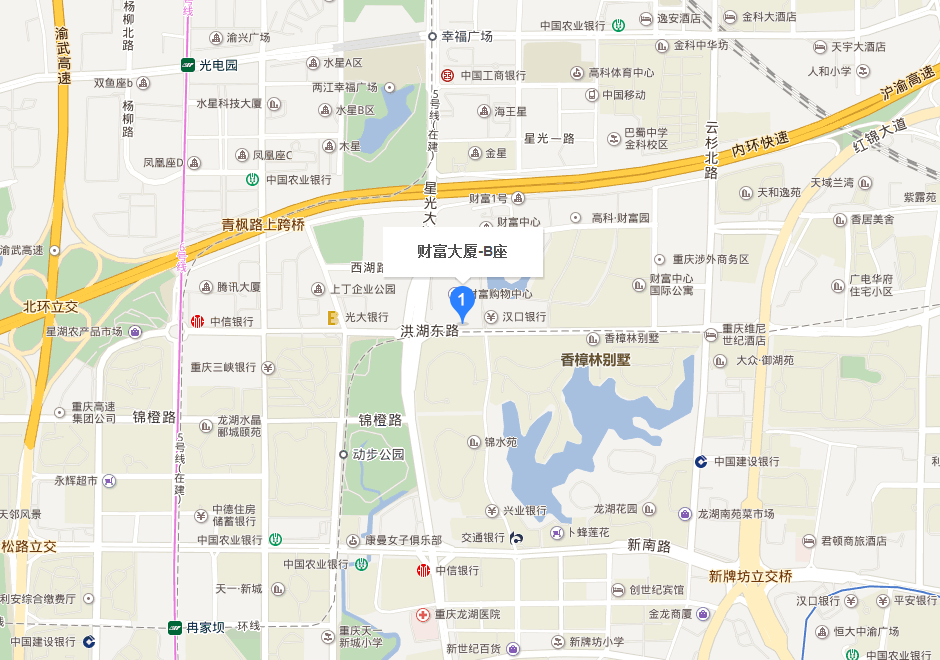 号线
杨柳北路
渝武高速
渝兴广场
幸福广场
中国农业银行
逸安酒店
金科大酒店
金科中华坊
天宇大酒店
光电园
水星A区
中国工商银行
高科体育中心
人和小学
沪渝高速
双鱼座b
两江幸福广场
中国移动
杨柳路
水星科技大厦
水星B区
5号线(在建)
海王星
星光一路
巴蜀中学
金科校区
云杉北路
内环快速
红锦大道
木星
金星
凤凰座D
凤凰座C
中国农业银行
星光大
财富1号
天和逸苑
天域兰湾
紫露苑
青枫路上跨桥
财富中心
高科·财富园
香居美舍
渝武高速
财富大厦-B座
西湖路
重庆涉外商务区
腾讯大厦
上丁企业公园
财富购物中心
财富中心
国际公寓
广电华府
住宅小区
北环立交
1
中信银行
光大银行
汉口银行
星湖农产品市场
洪湖东路
香樟林别墅
重庆维尼
世纪酒店
香樟林别墅
大众·御湖苑
重庆三峡银行
重庆高速
集团公司
锦橙路
龙湖水晶
郦城颐苑
锦橙路
5号线(在建)
锦水苑
动步公园
中国建设银行
永辉超市
天邻风景
中德住房
储蓄银行
兴业银行
龙湖花园
龙湖南苑菜市场
中国农业银行
康曼女子俱乐部
交通银行
卜蜂莲花
君顿商旅酒店
松路立交
新南路
中国农业银行
中信银行
新牌坊立交桥
天一·新城
创世纪宾馆
利安综合缴费厅
重庆龙湖医院
金龙商厦
汉口银行
平安银行
冉家坝
环线
中国建设银行
重庆天一
新城小学
新世纪百货
新牌坊小学
恒大中渝广场
中国农业银行